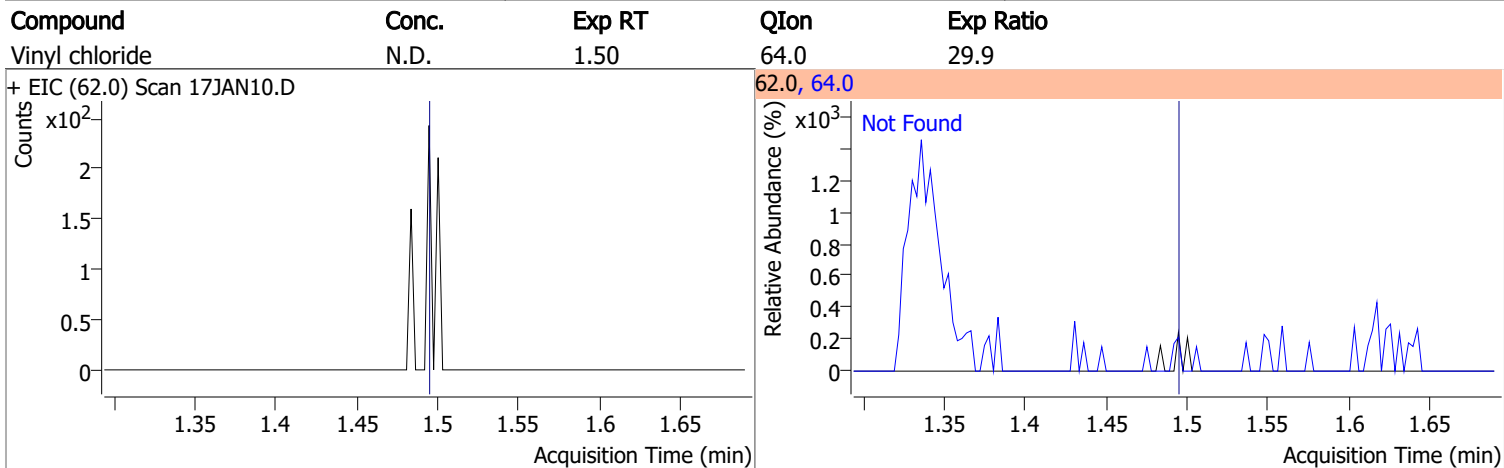 Compound Conc. Exp RT QIon Exp Ratio
Vinyl chloride N.D. 1.50 64.0 29.9
+ EIC (62.0) Scan 17JAN10.D
Counts
x10²
2
1.5
1
0.5
0
1.35 1.4 1.45 1.5 1.55 1.6 1.65
Acquisition Time (min)
62.0, 64.0
Relative Abundance (%)
x10³
Not Found
1.2
1
0.8
0.6
0.4
0.2
0
1.35 1.4 1.45 1.5 1.55 1.6 1.65
Acquisition Time (min)